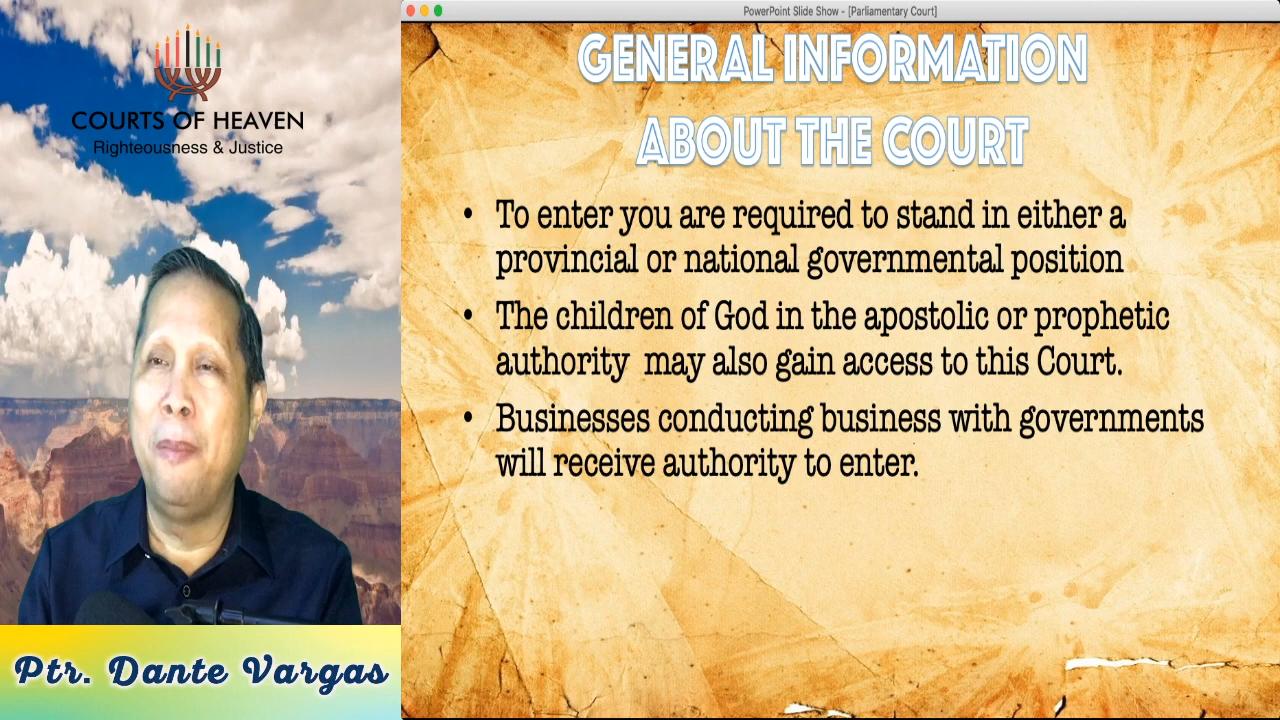 COURTS OF HEAVEN
Righteousness & Justice
Ptr. Dante Vargas
PowerPoint Slide Show - [Parliamentary Court]
GENERAL INFORMATION
ABOUT THE COURT
• To enter you are required to stand in either a
provincial or national governmental position
• The children of God in the apostolic or prophetic
authority may also gain access to this Court.
• Businesses conducting business with governments
will receive authority to enter.